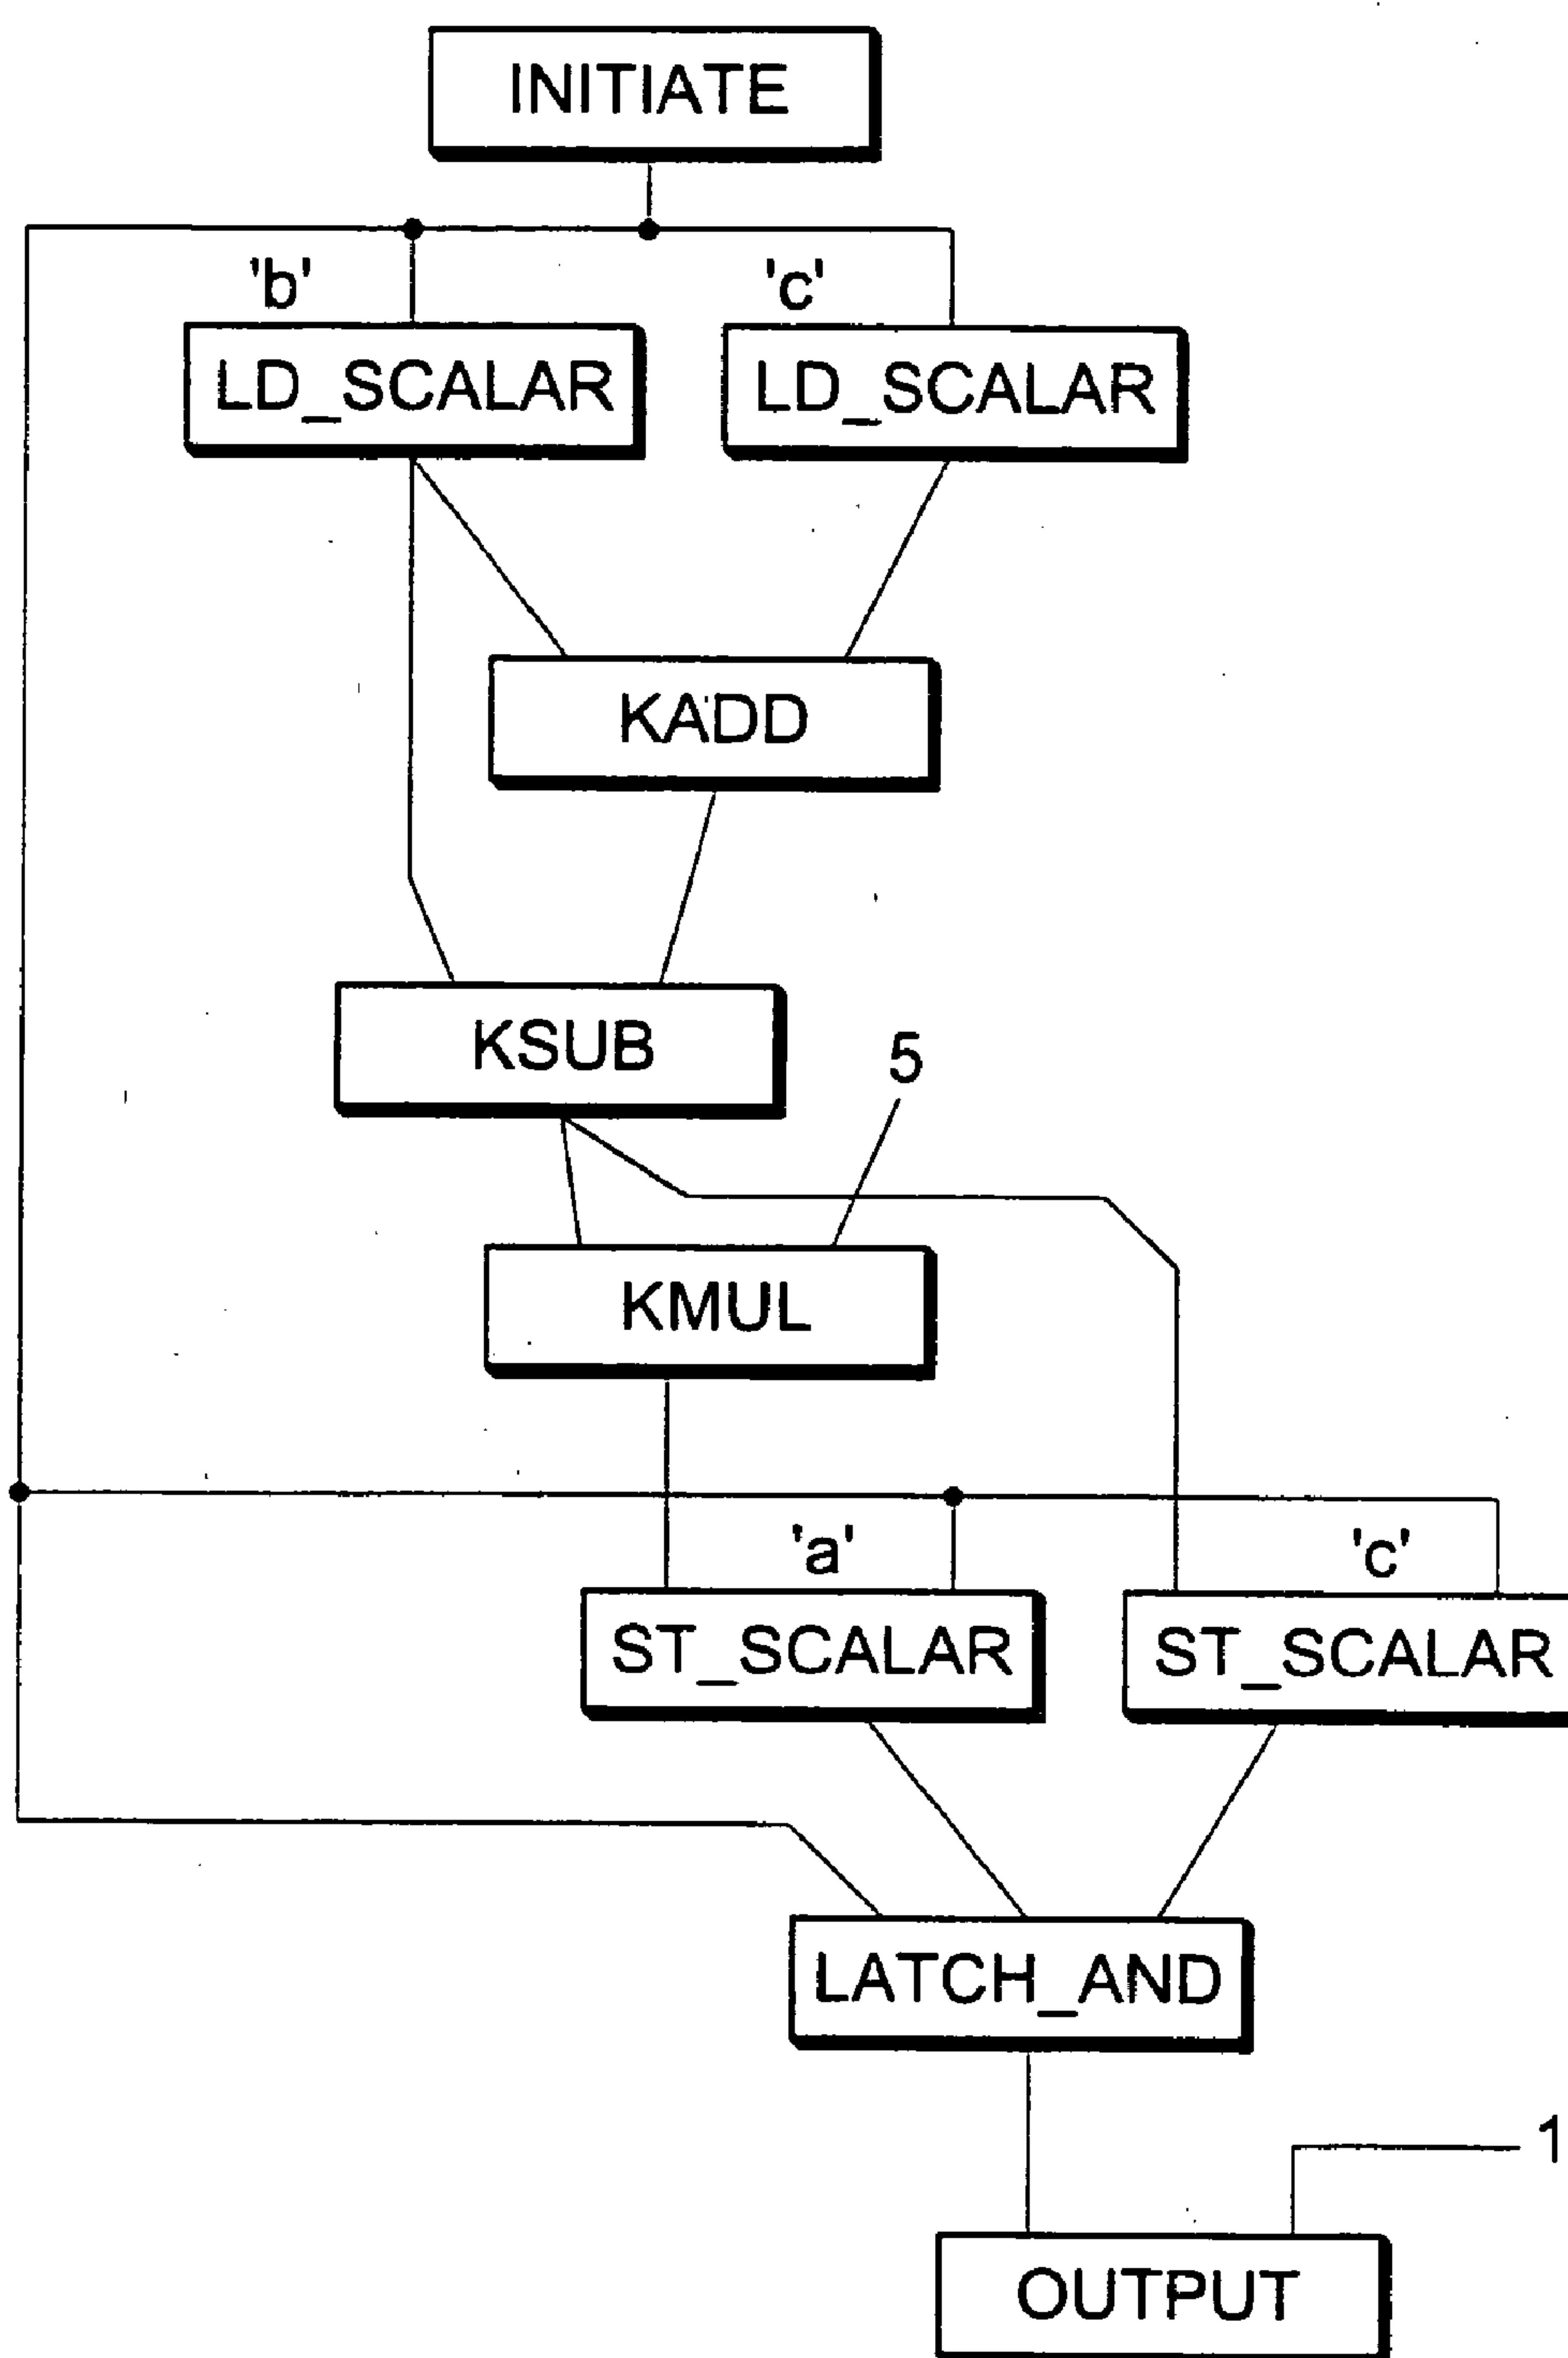 INITIATE
'b'
'c'
LD_SCALAR
LD_SCALAR
KADD
KSUB
5
KMUL
'a'
'c'
ST_SCALAR
ST_SCALAR
LATCH_AND
1
OUTPUT